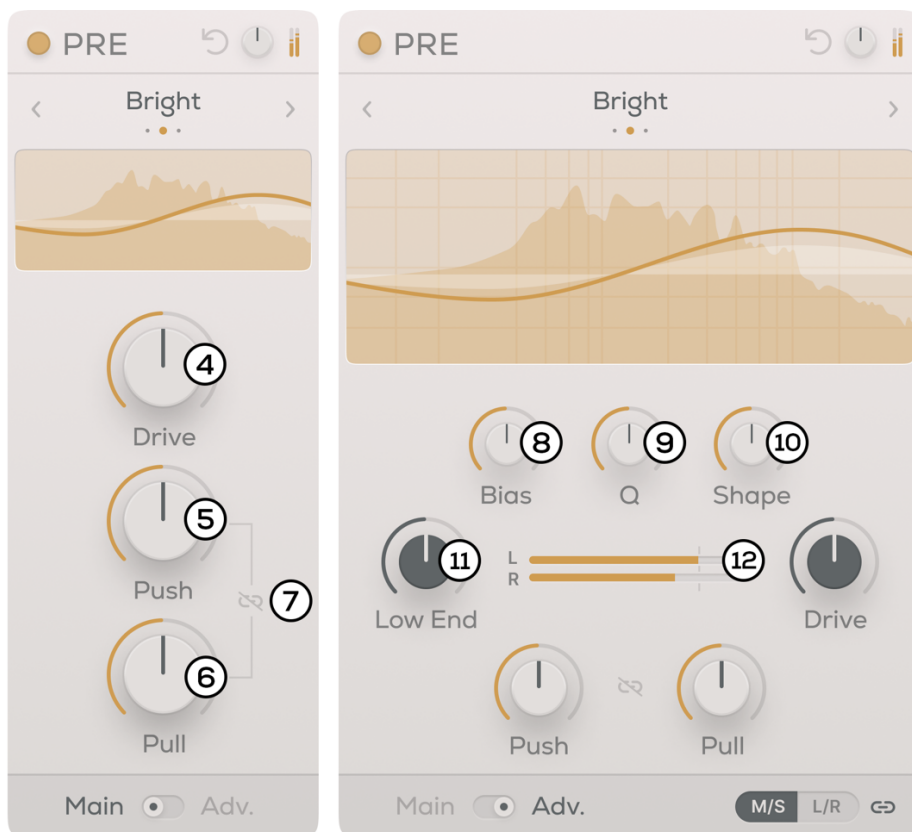 PRE
Bright
4
Drive
5
Push
7
6
Pull
Main Adv.
PRE
Bright
8 9 10
Bias Q Shape
11 L R 12
Low End Drive
Push Pull
Main Adv. M/S L/R